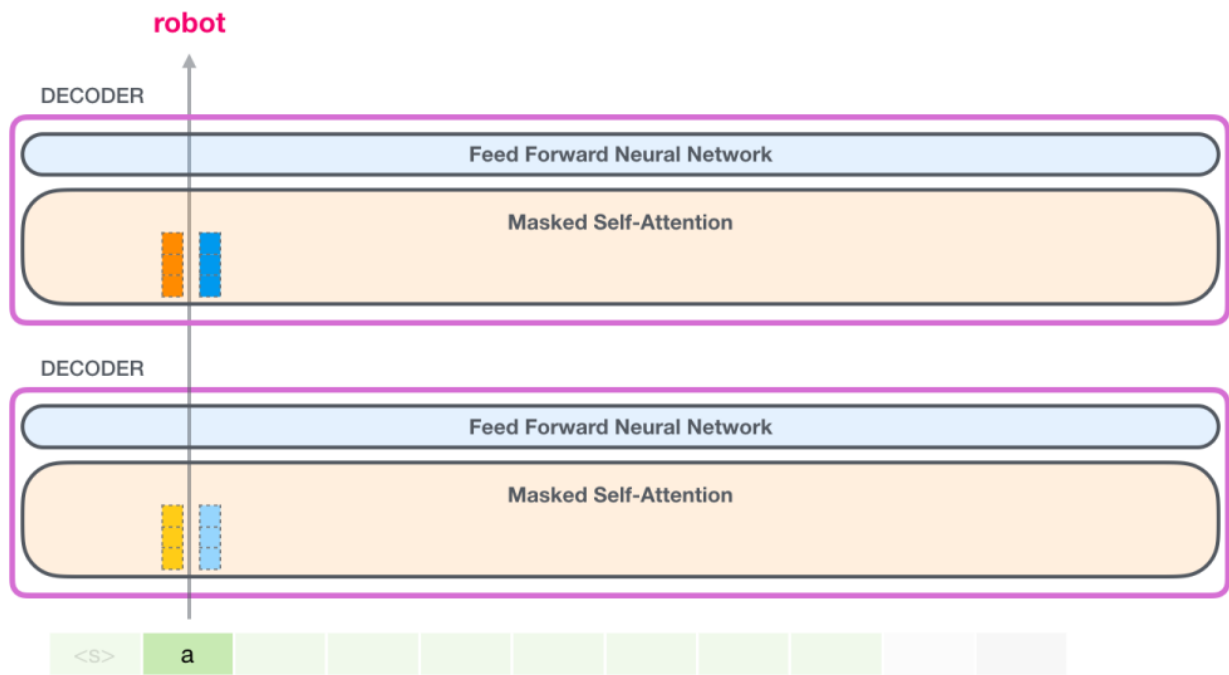 robot
DECODER
Feed Forward Neural Network
Masked Self-Attention
DECODER
Feed Forward Neural Network
Masked Self-Attention
<s> a